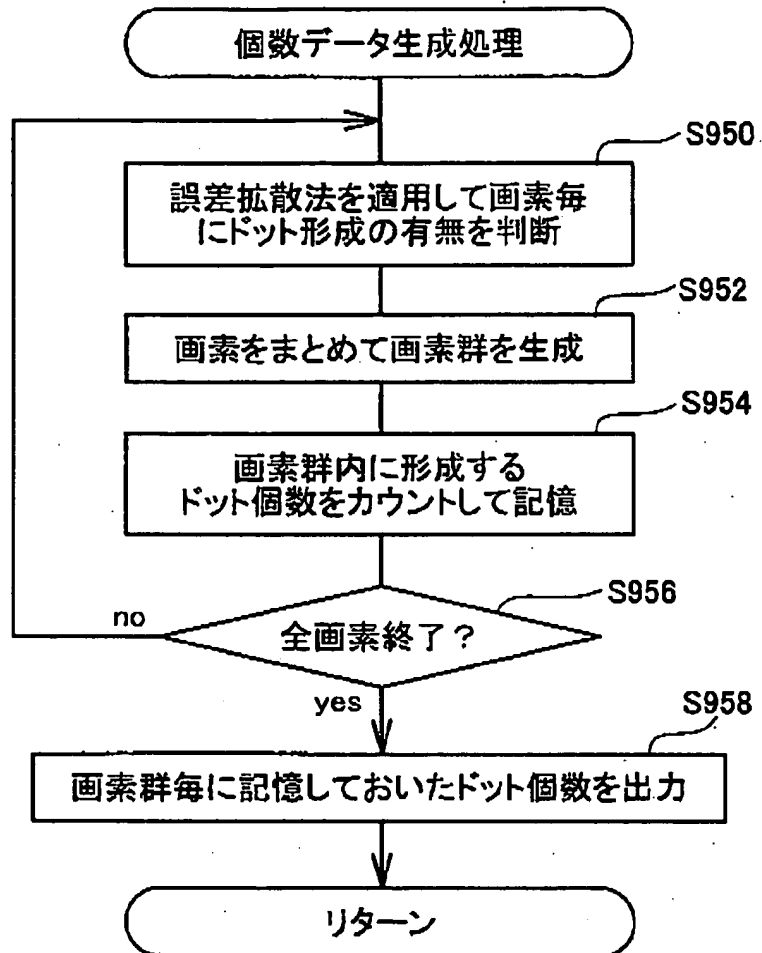 個数データ生成処理
S950
誤差拡散法を適用して画素毎
にドット形成の有無を判断
S952
画素をまとめて画素群を生成
S954
画素群内に形成する
ドット個数をカウントして記憶
S956
no
全画素終了?
yes
S958
画素群毎に記憶しておいたドット個数を出力
リターン